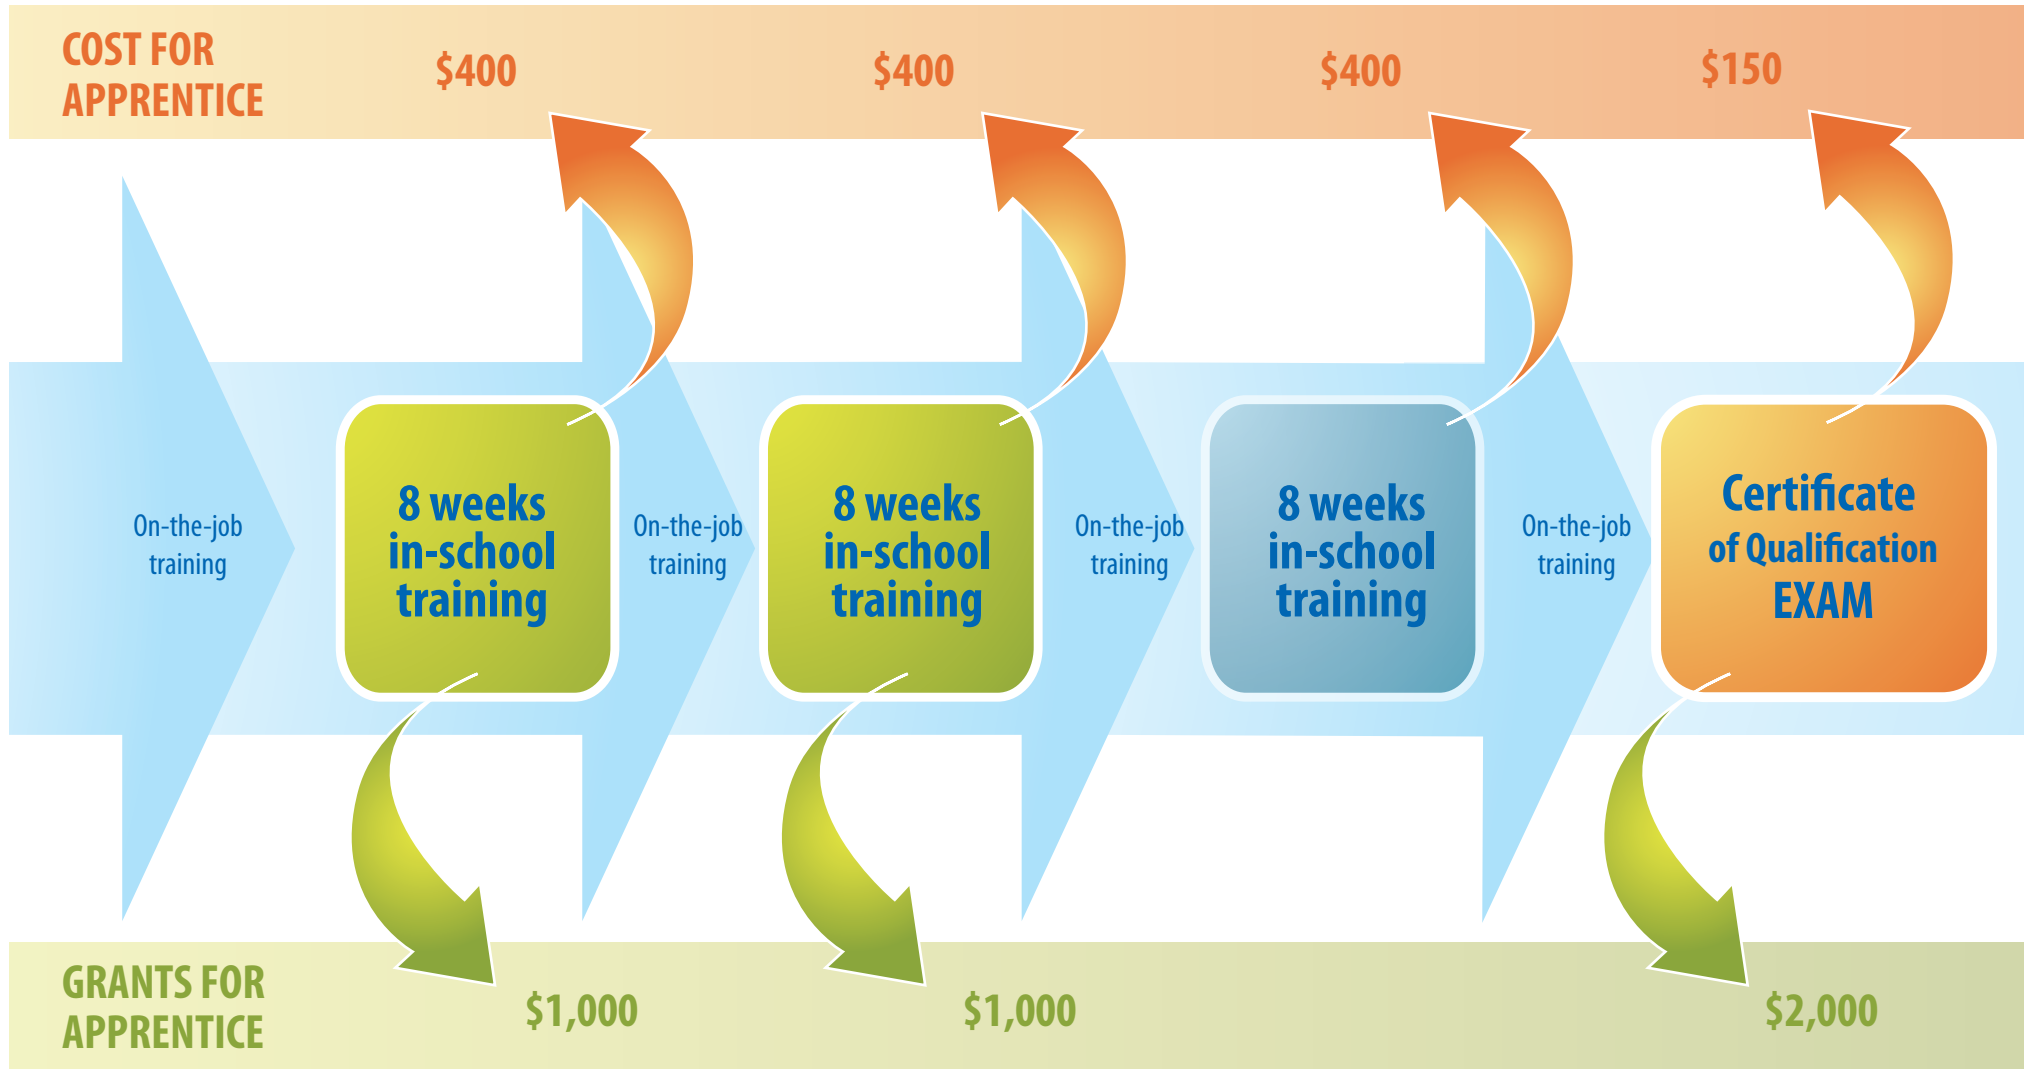 COST FOR
APPRENTICE
$400
$400
$400
$150
On-the-job
training
8 weeks
in-school
training
On-the-job
training
8 weeks
in-school
training
On-the-job
training
8 weeks
in-school
training
On-the-job
training
Certificate
of Qualification
EXAM
GRANTS FOR
APPRENTICE
$1,000
$1,000
$2,000